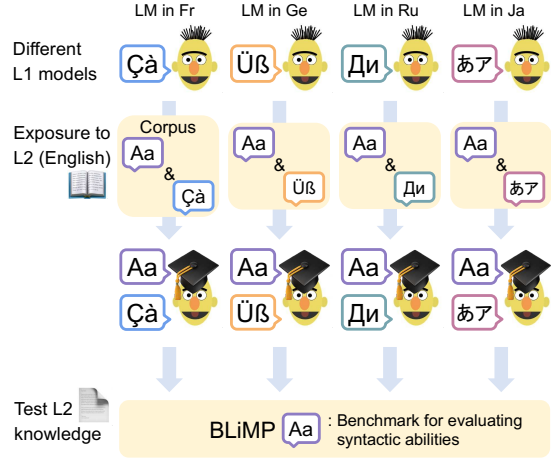 LM in Fr LM in Ge LM in Ru LM in Ja
Different
L1 models
Çà Üß Ди あア
Exposure to
L2 (English)
Corpus
Aa Aa Aa Aa
& & & &
Çà Üß Ди あア
Aa Aa Aa Aa
Çà Üß Ди あア
Test L2
knowledge
BLiMP Aa : Benchmark for evaluating
syntactic abilities